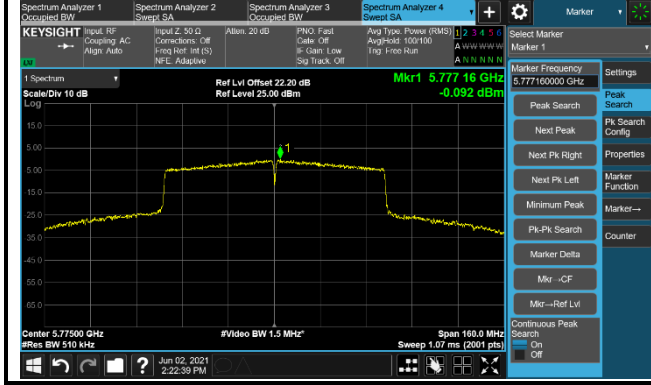 Spectrum Analyzer 1
Occupied BW
Spectrum Analyzer 2
Swept SA
Spectrum Analyzer 3
Occupied BW
Spectrum Analyzer 4
Swept SA
+
Marker
KEYSIGHT
Input: RF
Coupling: AC
Align: Auto
Input Z: 50 Ω
Corrections: Off
Freq Ref: Int (S)
NFE: Adaptive
Atten: 20 dB
PNO: Fast
Gate: Off
IF Gain: Low
Sig Track: Off
Avg Type: Power (RMS)
Avg|Hold: 100/100
Trig: Free Run
1 2 3 4 5 6
A W W W W W
A N N N N N
LNI
Select Marker
Marker 1
1 Spectrum
Scale/Div 10 dB
Log
Ref Lvl Offset 22.20 dB
Ref Level 25.00 dBm
Mkr1 5.777 16 GHz
-0.092 dBm
15.0
5.00
-5.00
-15.0
-25.0
-35.0
-45.0
-55.0
-65.0
1
Center 5.77500 GHz
#Res BW 510 kHz
#Video BW 1.5 MHz*
Span 160.0 MHz
Sweep 1.07 ms (2001 pts)
Marker Frequency
5.777160000 GHz
Peak Search
Next Peak
Next Pk Right
Next Pk Left
Minimum Peak
Pk-Pk Search
Marker Delta
Mkr→CF
Mkr→Ref Lvl
Continuous Peak
Search
On
Off
Settings
Peak
Search
Pk Search
Config
Properties
Marker
Function
Marker→
Counter
?
Jun 02, 2021
2:22:39 PM